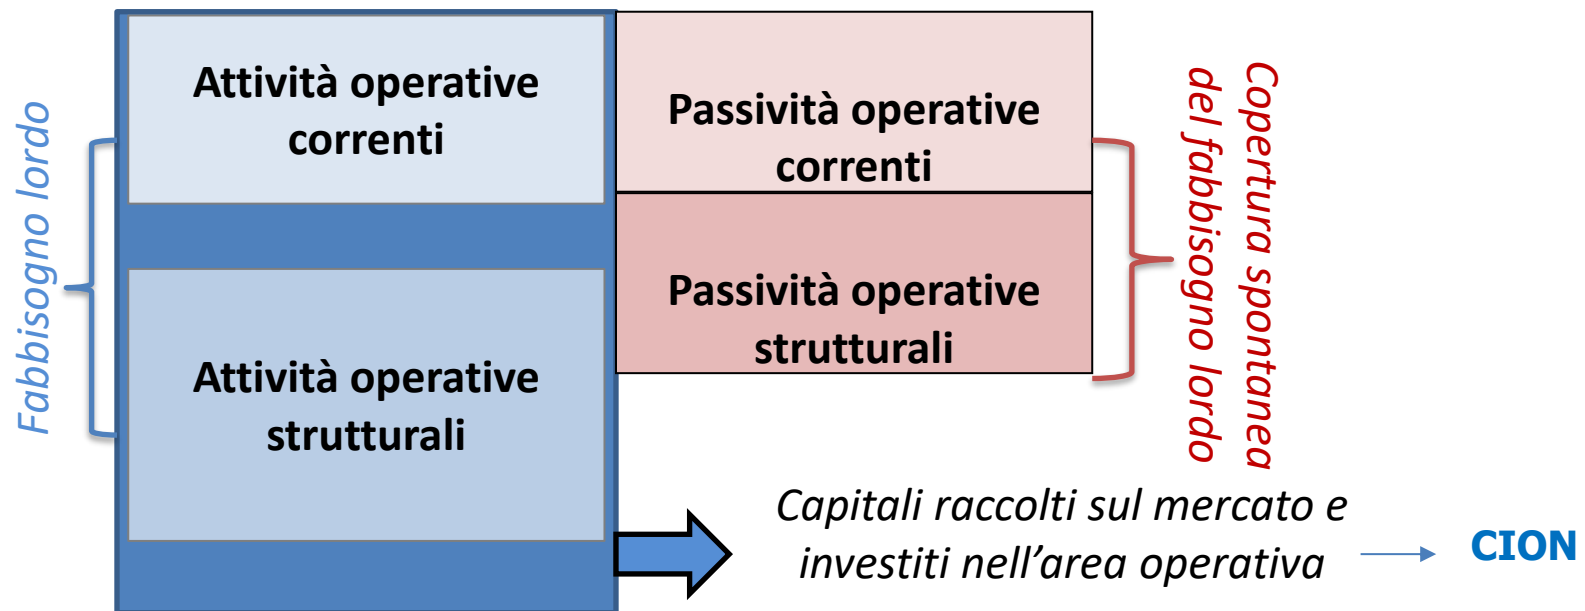 Fabbisogno lordo
Attività operative
correnti
Attività operative
strutturali
Passività operative
correnti
Passività operative
strutturali
Copertura spontanea
del fabbisogno lordo
Capitali raccolti sul mercato e
investiti nell’area operativa
CION